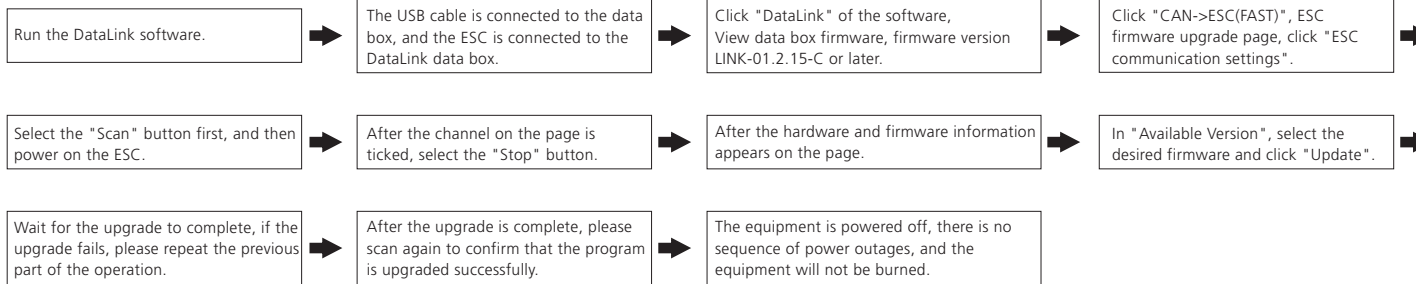 Run the DataLink software.
The USB cable is connected to the data
box, and the ESC is connected to the
DataLink data box.
Click "DataLink" of the software,
View data box firmware, firmware version
LINK-01.2.15-C or later.
Click "CAN->ESC(FAST)", ESC
firmware upgrade page, click "ESC
communication settings".
Select the "Scan" button first, and then
power on the ESC.
After the channel on the page is
ticked, select the "Stop" button.
After the hardware and firmware information
appears on the page.
In "Available Version", select the
desired firmware and click "Update".
Wait for the upgrade to complete, if the
upgrade fails, please repeat the previous
part of the operation.
After the upgrade is complete, please
scan again to confirm that the program
is upgraded successfully.
The equipment is powered off, there is no
sequence of power outages, and the
equipment will not be burned.